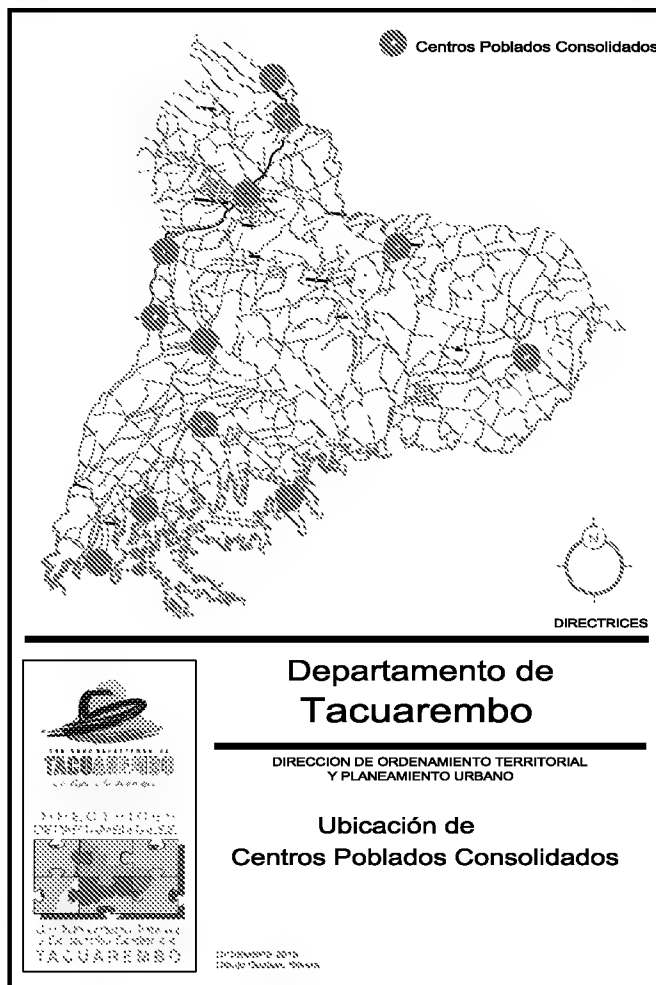 Centros Poblados Consolidados
N
DIRECTRICES
Departamento de
Tacuarembo
DIRECCION DE ORDENAMIENTO TERRITORIAL
Y PLANEAMIENTO URBANO
Ubicación de
Centros Poblados Consolidados
TACUAREMBO
TACUAREMBO